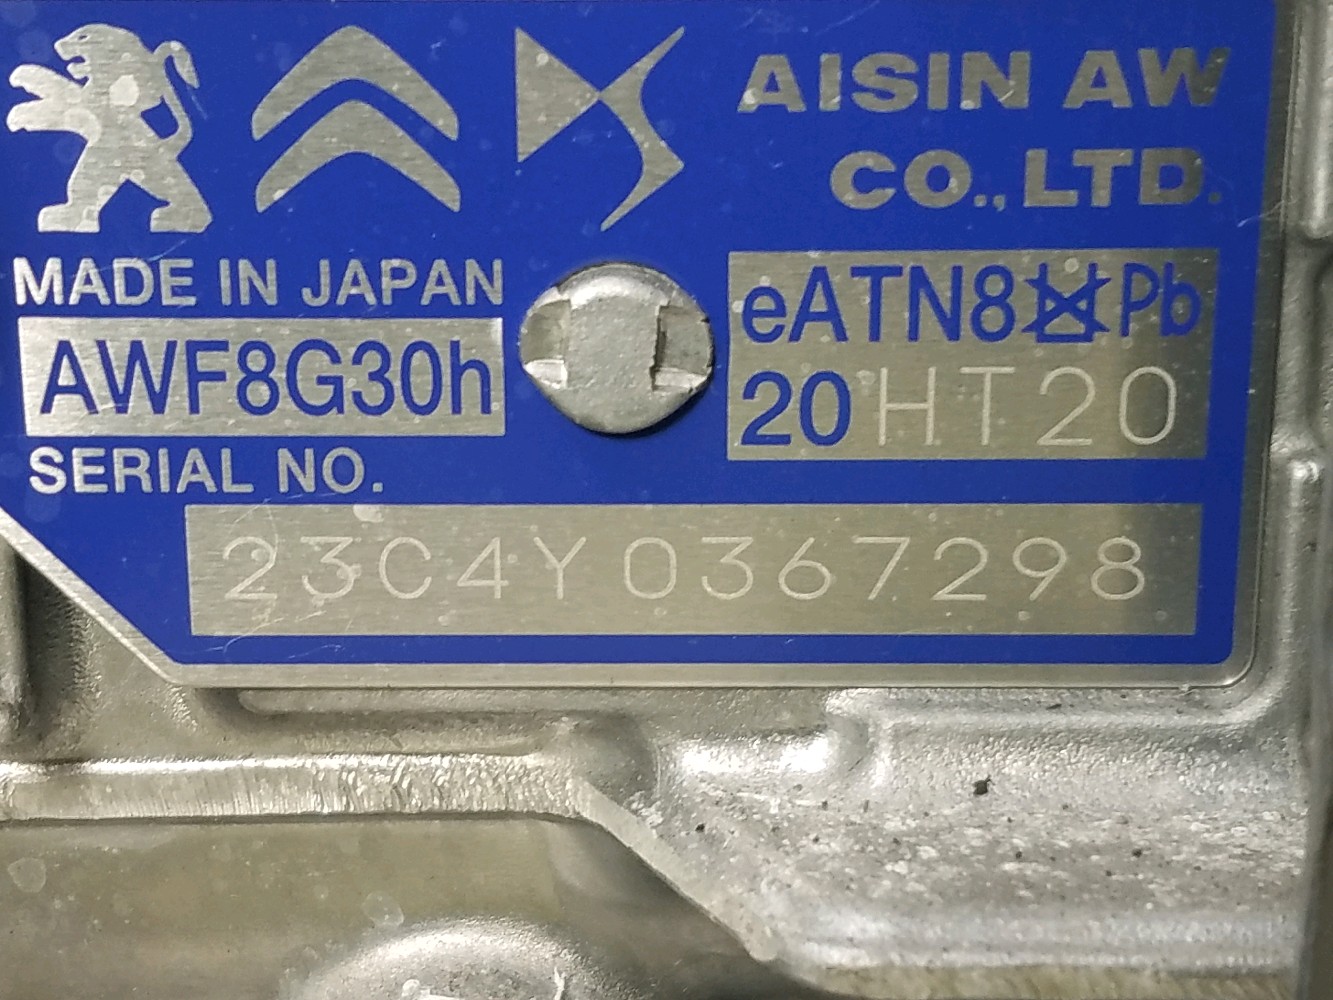 AISIN AW
CO., LTD.
MADE IN JAPAN
AWF8G30h
eATN8 Pb
20HT20
SERIAL NO.
23C4Y0367298